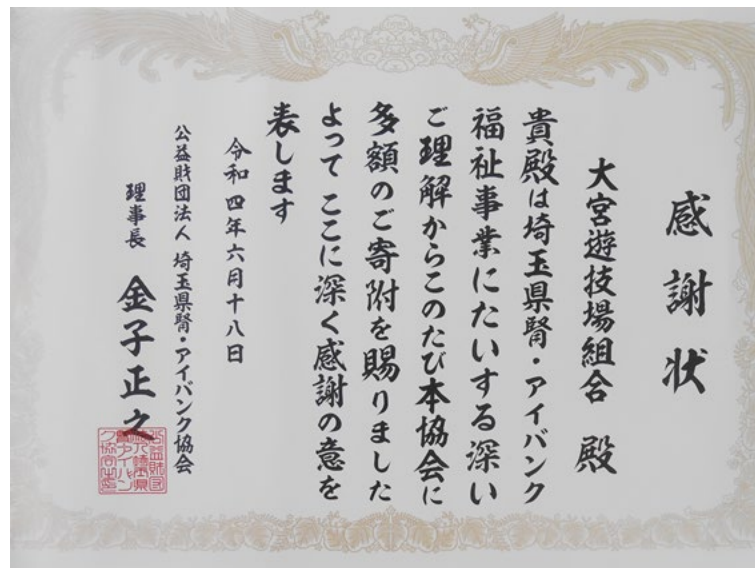 感謝状
大宮遊技場組合 殿
貴殿は埼玉県腎・アイバンク
福祉事業にたいする深い
ご理解からこのたび本協会に
多額のご寄附を賜りました
よって ここに深く感謝の意を
表します
令和四年六月十八日
公益財団法人 埼玉県腎・アイバンク協会
理事長 金子正之